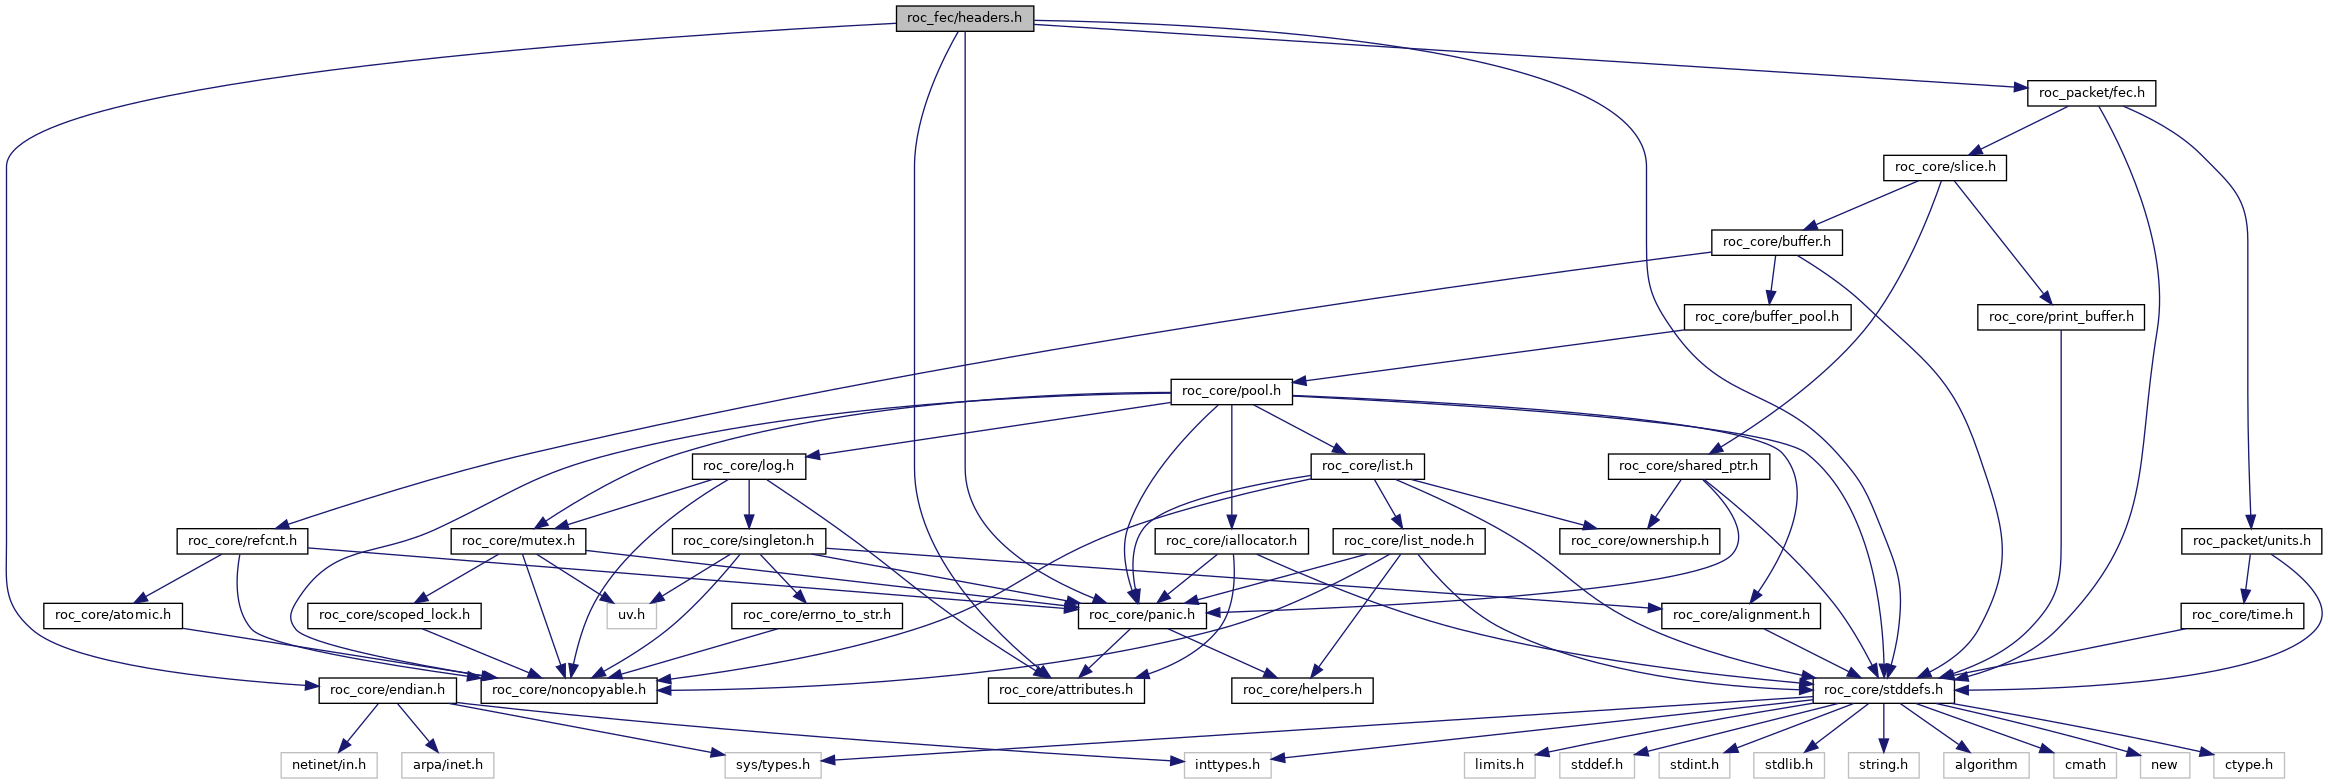 roc_fec/headers.h
roc_packet/fec.h
roc_core/slice.h
roc_core/buffer.h
roc_core/buffer_pool.h
roc_core/print_buffer.h
roc_core/pool.h
roc_core/log.h
roc_core/list.h
roc_core/shared_ptr.h
roc_core/refcnt.h
roc_core/mutex.h
roc_core/singleton.h
roc_core/iallocator.h
roc_core/list_node.h
roc_core/ownership.h
roc_packet/units.h
roc_core/atomic.h
roc_core/scoped_lock.h
uv.h
roc_core/errno_to_str.h
roc_core/panic.h
roc_core/alignment.h
roc_core/time.h
roc_core/endian.h
roc_core/noncopyable.h
roc_core/attributes.h
roc_core/helpers.h
roc_core/stddefs.h
netinet/in.h
arpa/inet.h
sys/types.h
inttypes.h
limits.h
stddef.h
stdint.h
stdlib.h
string.h
algorithm
cmath
new
ctype.h